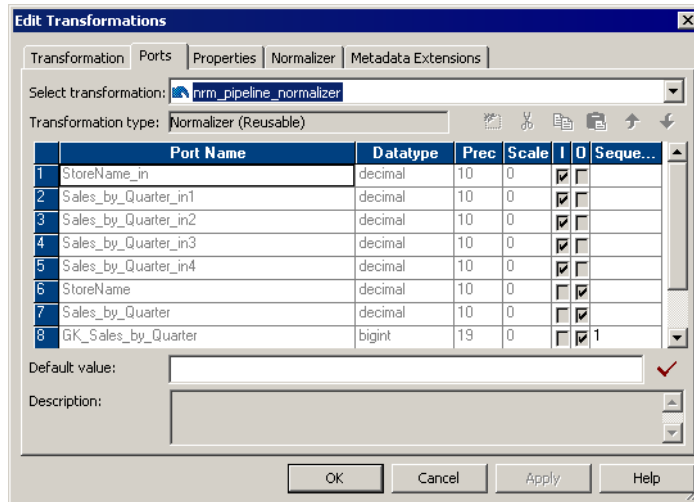 Edit Transformations
Transformation Ports Properties Normalizer Metadata Extensions
Select transformation: nrm_pipeline_normalizer
Transformation type: Normalizer (Reusable)
Port Name Datatype Prec Scale I O Seque...
1 StoreName_in decimal 10 0
2 Sales_by_Quarter_in1 decimal 10 0
3 Sales_by_Quarter_in2 decimal 10 0
4 Sales_by_Quarter_in3 decimal 10 0
5 Sales_by_Quarter_in4 decimal 10 0
6 StoreName decimal 10 0
7 Sales_by_Quarter decimal 10 0
8 GK_Sales_by_Quarter bigint 19 0 1
Default value:
Description:
OK Cancel Apply Help